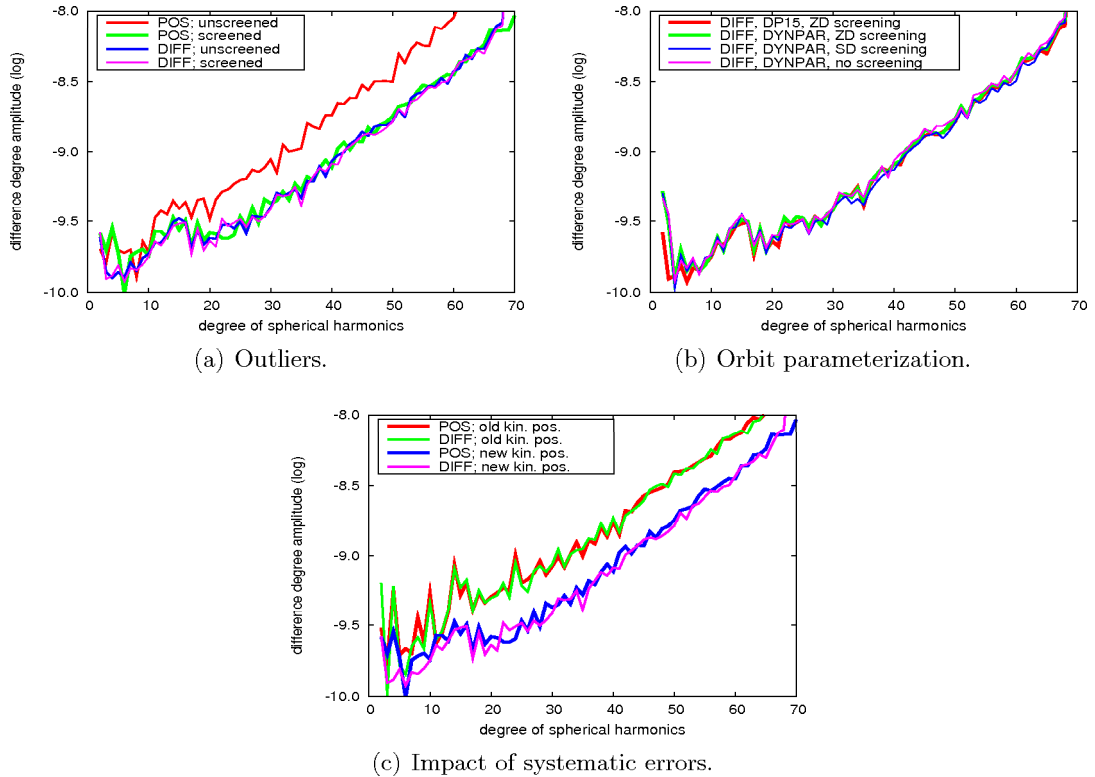 POS: unscreened
POS: screened
DIFF: unscreened
DIFF: screened
-8.0
-8.5
-9.0
-9.5
-10.0
difference degree amplitude (log)
0 10 20 30 40 50 60 70
degree of spherical harmonics
(a) Outliers.
DIFF, DP15, ZD screening
DIFF, DYNPAR, ZD screening
DIFF, DYNPAR, SD screening
DIFF, DYNPAR, no screening
-8.0
-8.5
-9.0
-9.5
-10.0
difference degree amplitude (log)
0 10 20 30 40 50 60 70
degree of spherical harmonics
(b) Orbit parameterization.
POS; old kin. pos.
DIFF; old kin. pos.
POS; new kin. pos.
DIFF; new kin. pos.
-8.0
-8.5
-9.0
-9.5
-10.0
difference degree amplitude (log)
0 10 20 30 40 50 60 70
degree of spherical harmonics
(c) Impact of systematic errors.